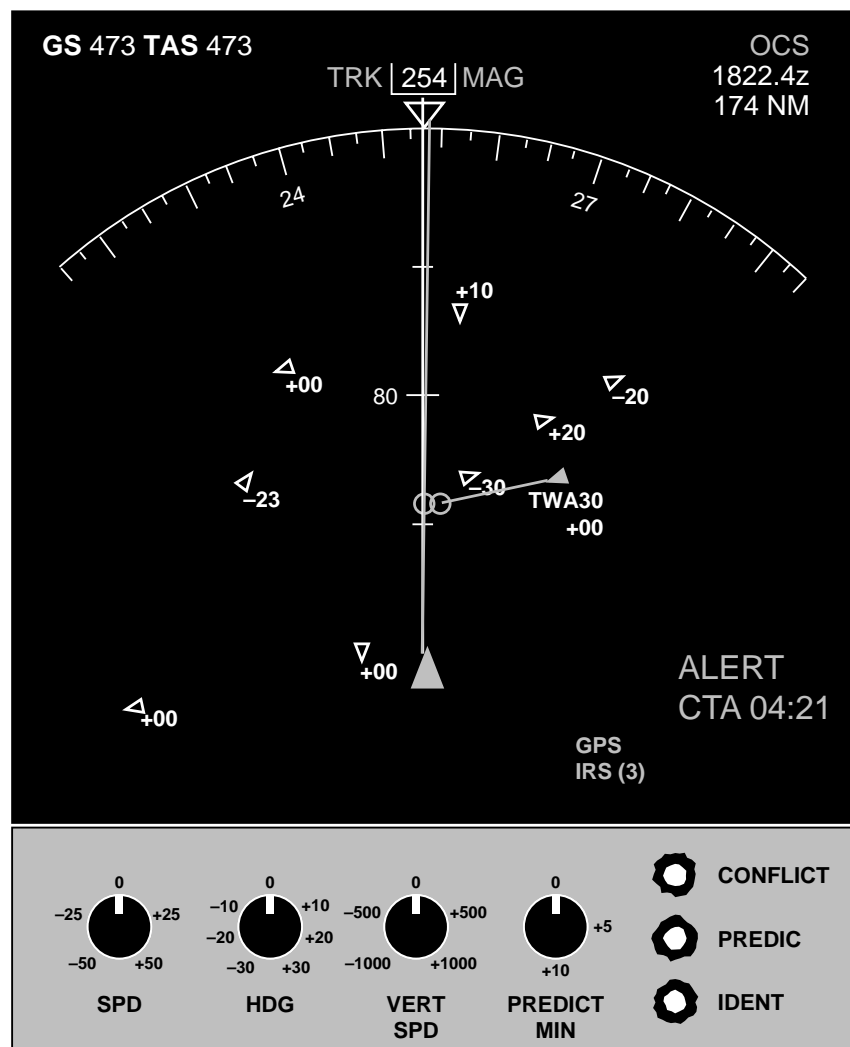 GS 473 TAS 473
OCS
TRK 254 MAG
1822.4z
174 NM
24
27
+10
+00
80
–20
+20
–23
–30
TWA30
+00
+00
ALERT
+00
CTA 04:21
GPS
IRS (3)
0
0
0
0
CONFLICT
–25
+25
–10
+10
–500
+500
+5
–20
+20
PREDIC
–50
+50
–30
+30
–1000
+1000
+10
SPD
HDG
VERT
SPD
PREDICT
MIN
IDENT